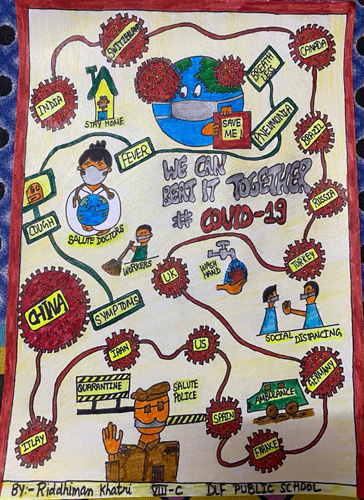 SWITZERLAND
CANADA
INDIA
STAY HOME
BREATH
LESS
SAVE
ME!
PNEUMONIA
BRAZIL
FEVER
WE CAN
BEAT IT TOGETHER
# COVID-19
COUGH
SALUTE DOCTORS
RUSSIA
WORKERS
UK
WASH
HAND
TURKEY
CHINA
SYMPTOMS
SOCIAL DISTANCING
IRAN
US
GERMANY
QUARANTINE
SALUTE
POLICE
AMBULANCE
SPAIN
ITLAY
FRANCE
BY:- Riddhiman Khatri VIII-C DLF PUBLIC SCHOOL